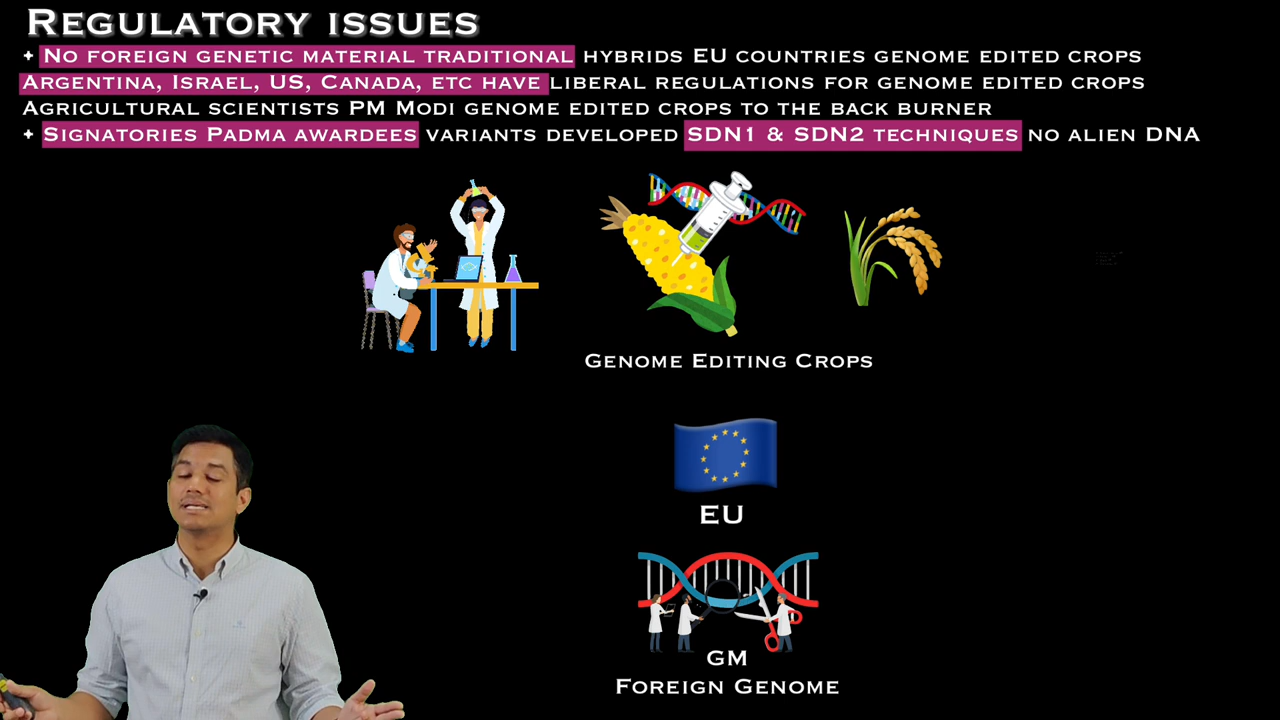 Regulatory issues
+ No foreign genetic material traditional hybrids EU countries genome edited crops
Argentina, Israel, US, Canada, etc have liberal regulations for genome edited crops
Agricultural scientists PM Modi genome edited crops to the back burner
+ Signatories Padma awardees variants developed SDN1 & SDN2 techniques no alien DNA
Genome Editing Crops
EU
GM
Foreign Genome